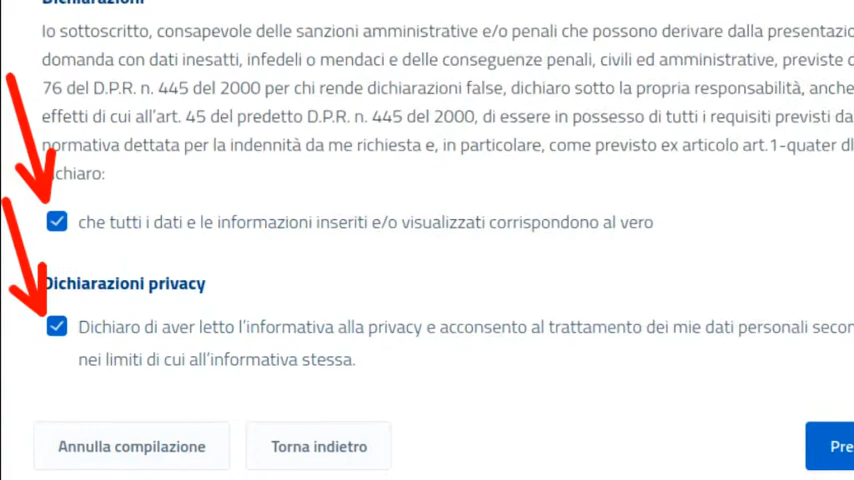 Dichiarazioni
Io sottoscritto, consapevole delle sanzioni amministrative e/o penali che possono derivare dalla
domanda con dati inesatti, infedeli o mendaci e delle conseguenze penali, civili ed amministrative, previste
76 del D.P.R. n. 445 del 2000 per chi rende dichiarazioni false, dichiaro sotto la propria responsabilità, anche
effetti di cui all'art. 45 del predetto D.P.R. n. 445 del 2000, di essere in possesso di tutti i requisiti previsti da
normativa dettata per la indennità da me richiesta e, in particolare, come previsto ex articolo art.1-quater
che tutti i dati e le informazioni inseriti e/o visualizzati corrispondono al vero
Dichiarazioni privacy
Dichiaro di aver letto l'informativa alla privacy e acconsento al trattamento dei mie dati personali
nei limiti di cui all'informativa stessa.
Annulla compilazione
Torna indietro